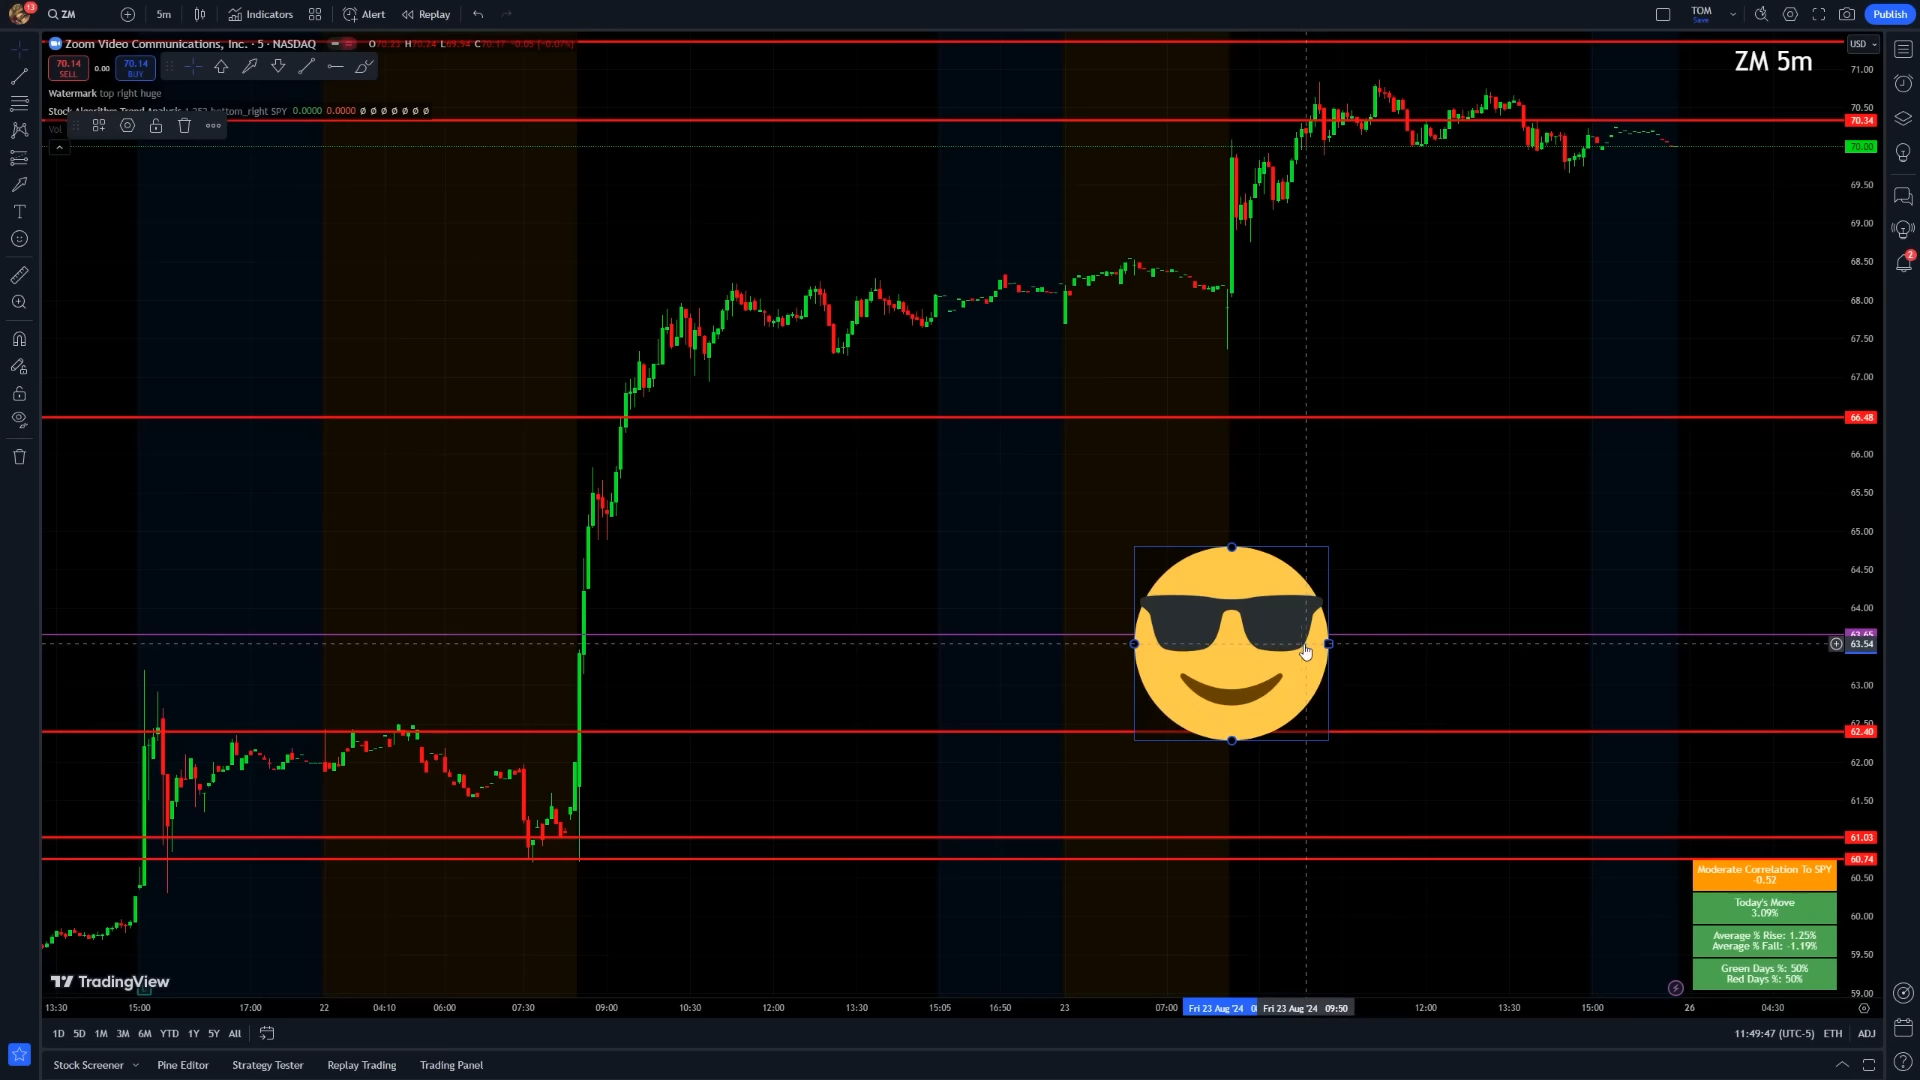 13
ZM
5m
Indicators
Alert
Replay
TOM
Save
Publish
Zoom Video Communications, Inc. · 5 · NASDAQ
O70.23 H70.24 L69.94 C70.17 -0.05 (-0.07%)
USD
ZM 5m
70.14
SELL
0.00
70.14
BUY
Watermark top right huge
Stock Algorithm Trend Analysis
bottom_right SPY 0.0000 0.0000 ø ø ø ø ø ø ø
Vol
71.00
70.50
70.34
70.00
69.50
69.00
68.50
68.00
67.50
67.00
66.48
66.00
65.50
65.00
64.50
64.00
63.65
63.54
63.00
62.50
62.40
62.00
61.50
61.03
60.74
60.50
60.00
59.50
59.00
2
Moderate Correlation To SPY
-0.52
Today's Move
3.09%
Average % Rise: 1.25%
Average % Fall: -1.19%
Green Days %: 50%
Red Days %: 50%
TradingView
13:30 15:00 17:00 22 04:10 06:00 07:30 09:00 10:30 12:00 13:30 15:05 16:50 23 07:00 Fri 23 Aug '24 Fri 23 Aug '24 09:50 12:00 13:30 15:00 26 04:30
1D 5D 1M 3M 6M YTD 1Y 5Y All
11:49:47 (UTC-5) ETH ADJ
Stock Screener Pine Editor Strategy Tester Replay Trading Trading Panel